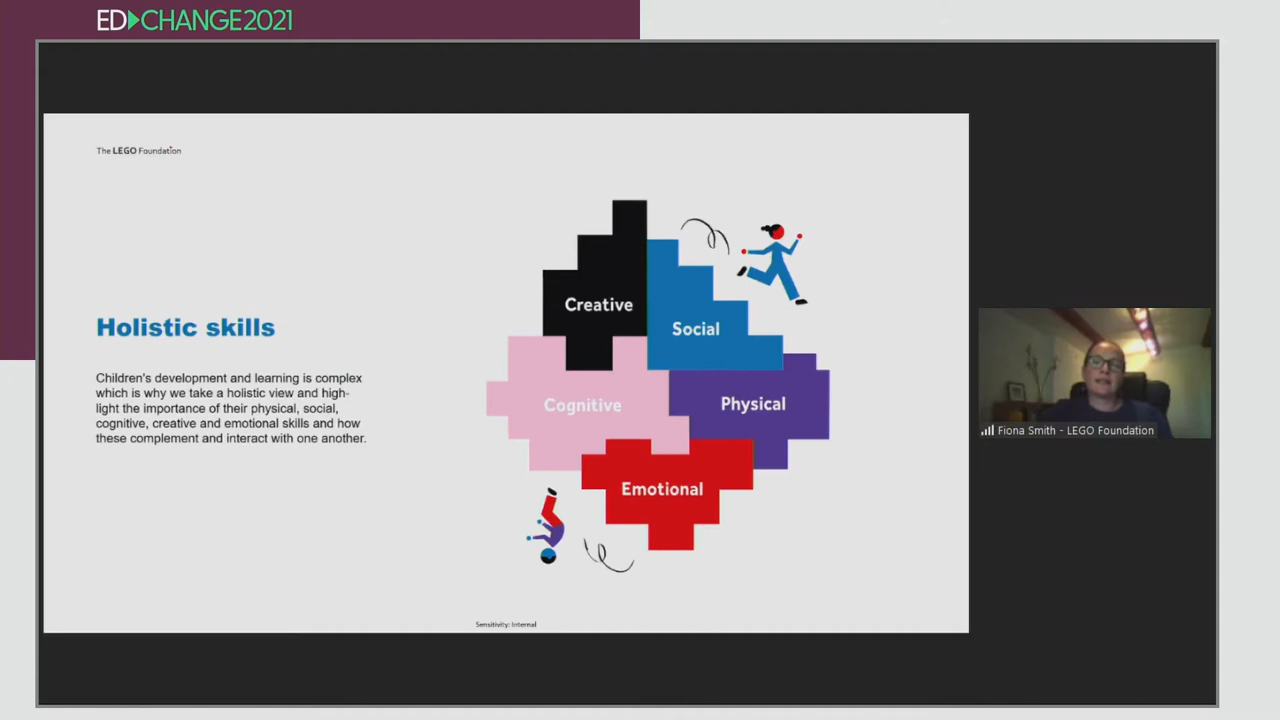 ED▶CHANGE2021
The LEGO Foundation
Holistic skills
Children's development and learning is complex
which is why we take a holistic view and high-
light the importance of their physical, social,
cognitive, creative and emotional skills and how
these complement and interact with one another.
Creative
Social
Cognitive
Physical
Emotional
Sensitivity: Internal
Fiona Smith - LEGO Foundation